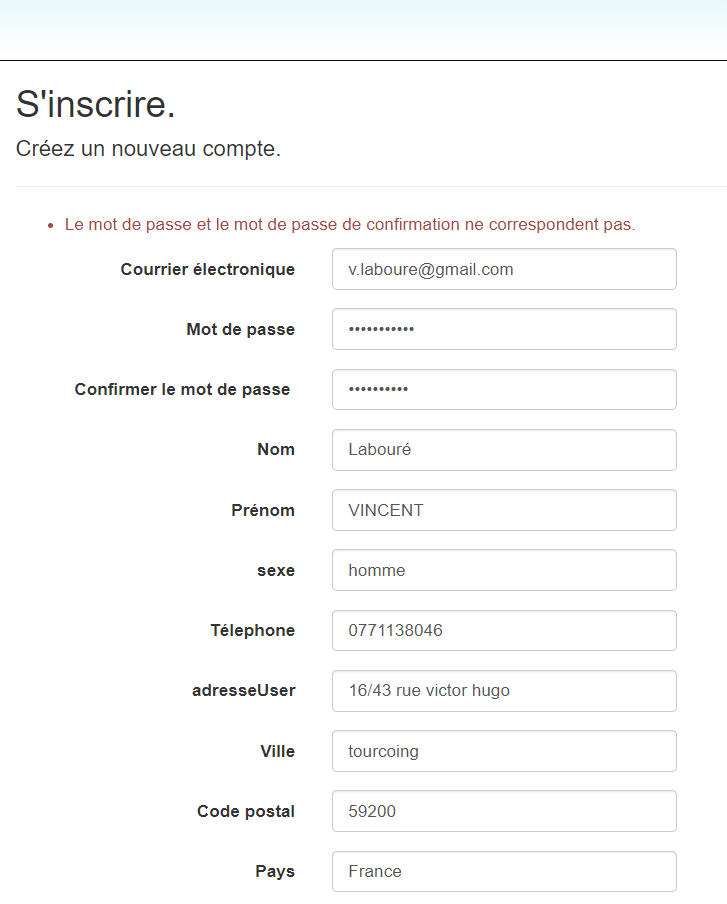 S'inscrire.
Créez un nouveau compte.
• Le mot de passe et le mot de passe de confirmation ne correspondent pas.
Courrier électronique v.laboure@gmail.com
Mot de passe •••••••••••
Confirmer le mot de passe ••••••••••
Nom Labouré
Prénom VINCENT
sexe homme
Télephone 0771138046
adresseUser 16/43 rue victor hugo
Ville tourcoing
Code postal 59200
Pays France